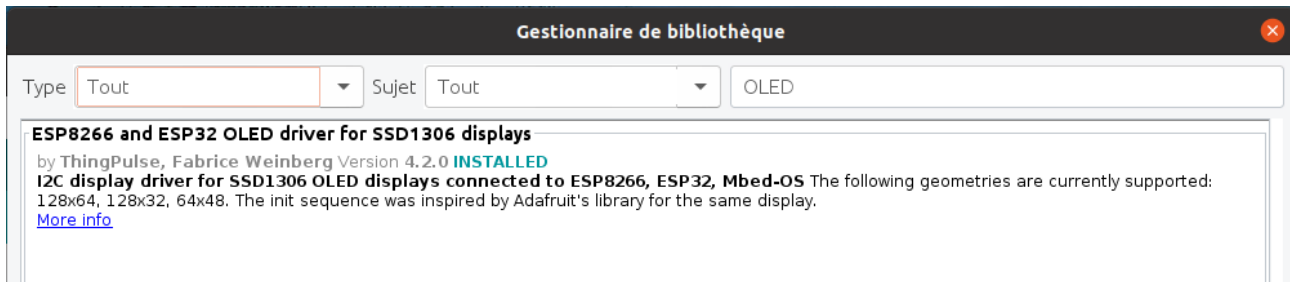 Gestionnaire de bibliothèque
Type Tout Sujet Tout OLED
ESP8266 and ESP32 OLED driver for SSD1306 displays
by ThingPulse, Fabrice Weinberg Version 4.2.0 INSTALLED
I2C display driver for SSD1306 OLED displays connected to ESP8266, ESP32, Mbed-OS The following geometries are currently supported:
128x64, 128x32, 64x48. The init sequence was inspired by Adafruit's library for the same display.
More info